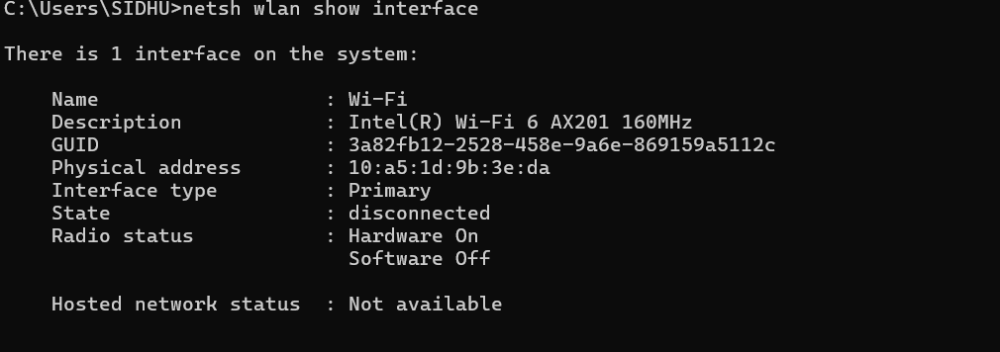 C:\Users\SIDHU>netsh wlan show interface
There is 1 interface on the system:
Name : Wi-Fi
Description : Intel(R) Wi-Fi 6 AX201 160MHz
GUID : 3a82fb12-2528-458e-9a6e-869159a5112c
Physical address : 10:a5:1d:9b:3e:da
Interface type : Primary
State : disconnected
Radio status : Hardware On
Software Off
Hosted network status : Not available